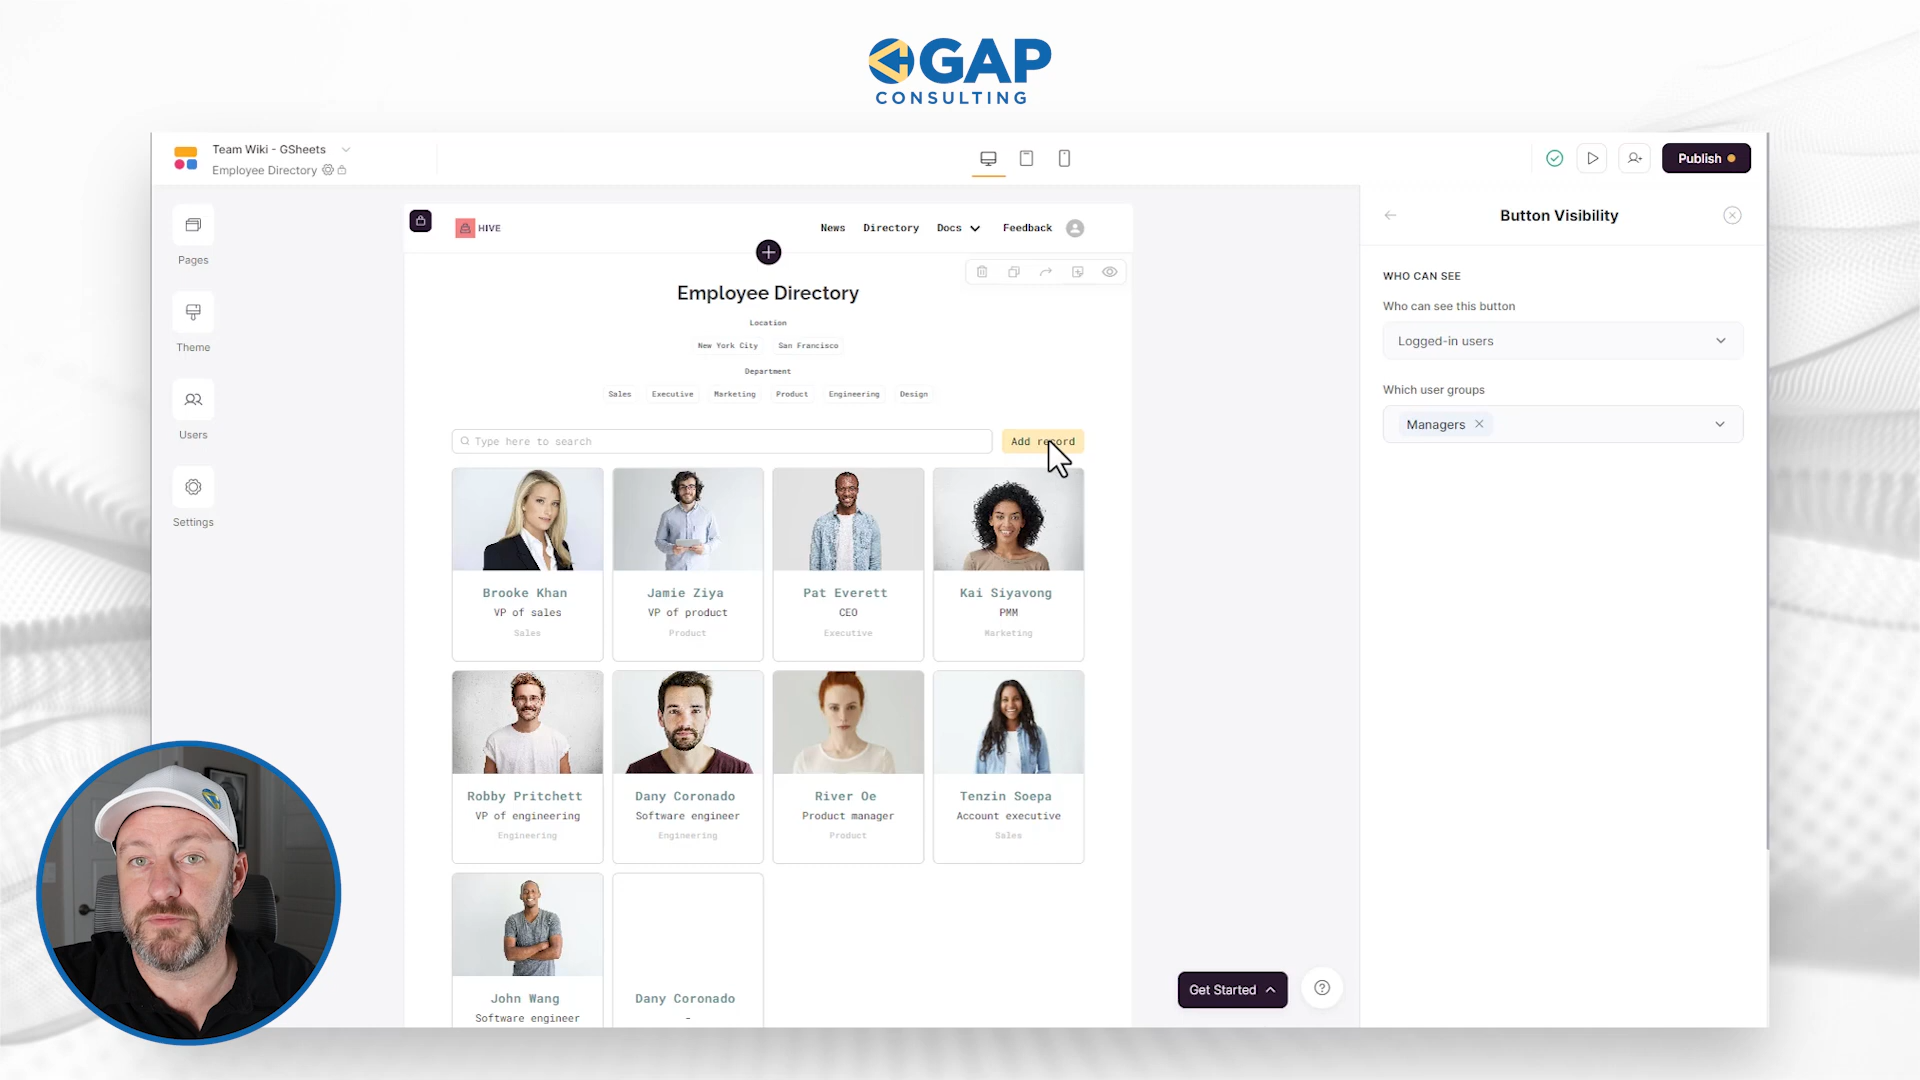 GAP
CONSULTING
Team Wiki - GSheets
Employee Directory
Publish
Pages
Theme
Users
Settings
HIVE
News
Directory
Docs
Feedback
Employee Directory
Location
New York City
San Francisco
Department
Sales
Executive
Marketing
Product
Engineering
Design
Type here to search
Add record
Brooke Khan
VP of sales
Sales
Jamie Ziya
VP of product
Product
Pat Everett
CEO
Executive
Kai Siyavong
PMM
Marketing
Robby Pritchett
VP of engineering
Engineering
Dany Coronado
Software engineer
Engineering
River Oe
Product manager
Product
Tenzin Soepa
Account executive
Sales
John Wang
Software engineer
Dany Coronado
-
Get Started
Button Visibility
WHO CAN SEE
Who can see this button
Logged-in users
Which user groups
Managers